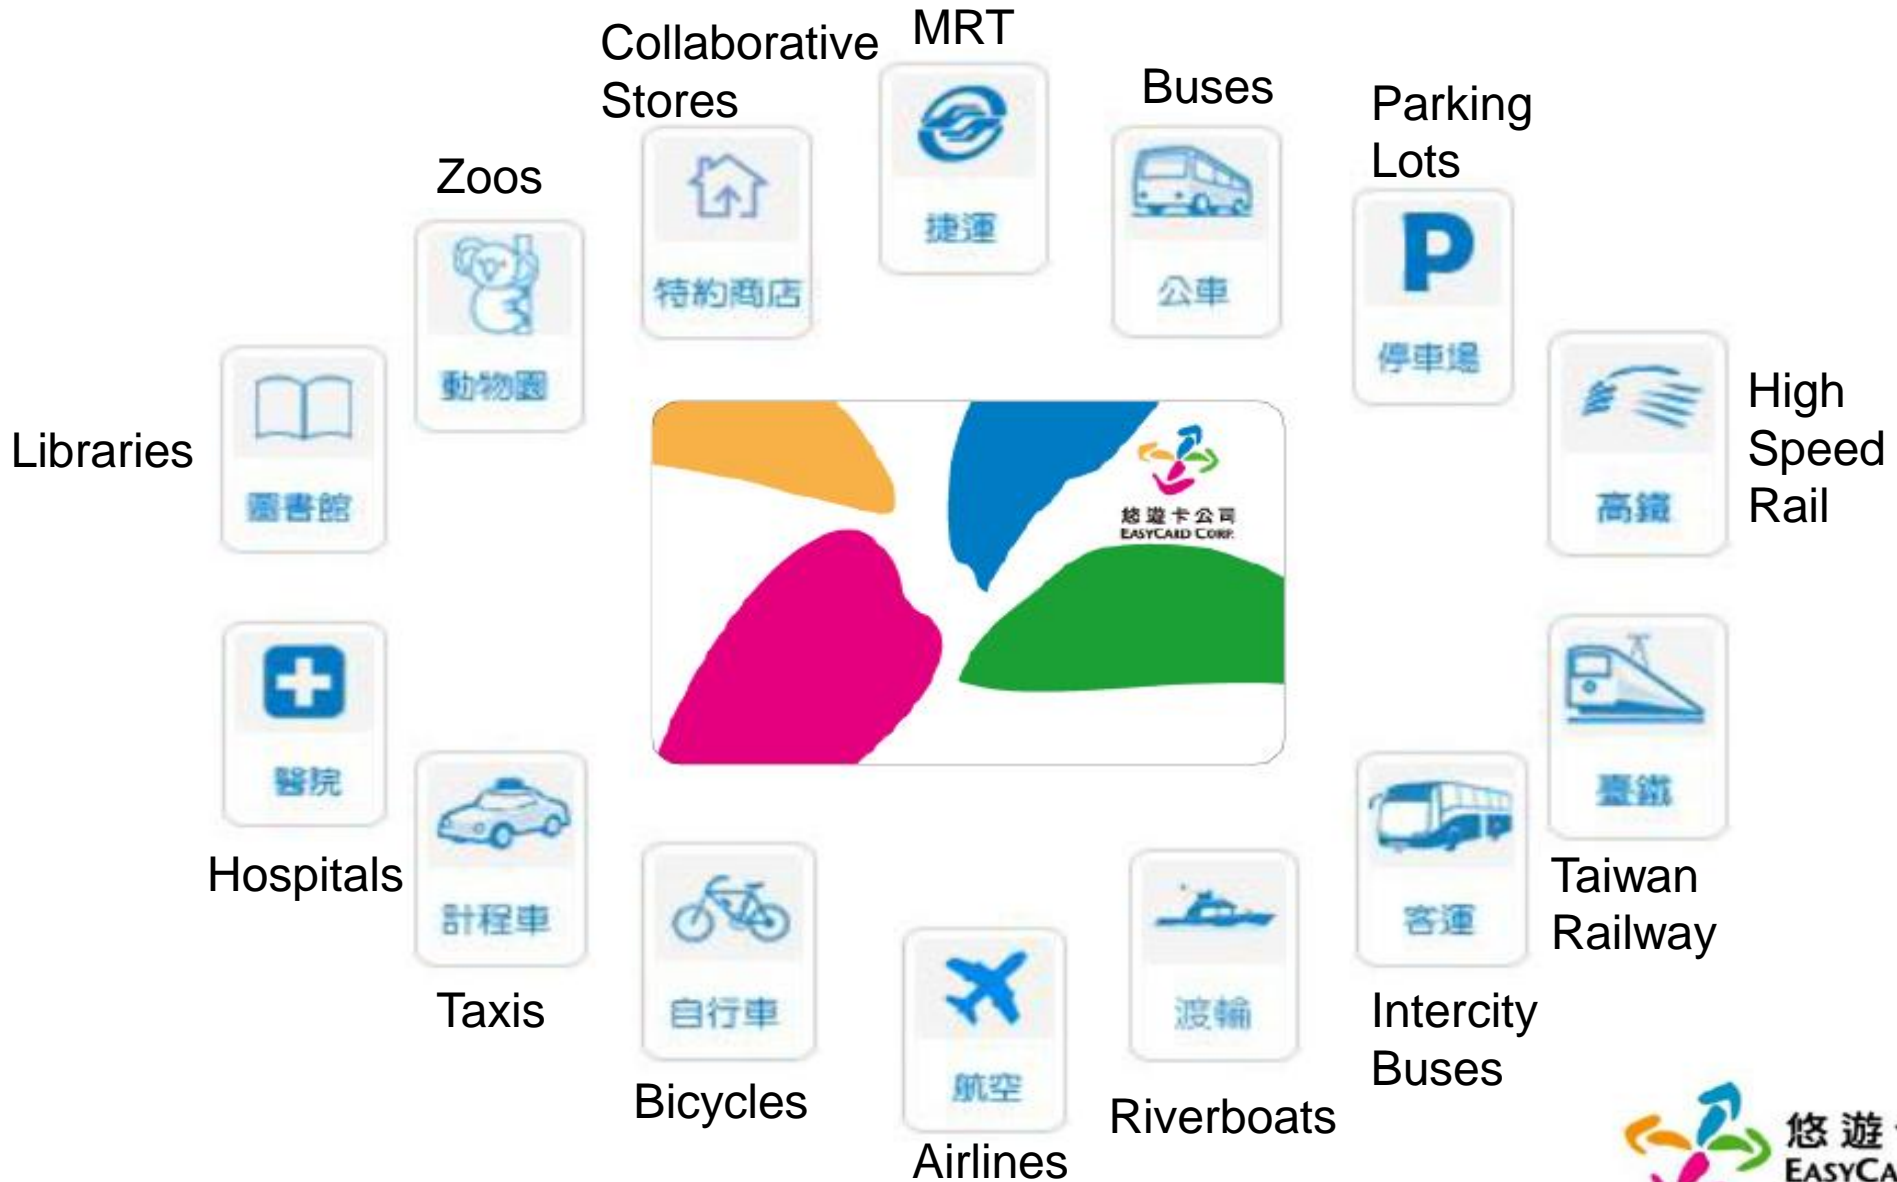 Collaborative
Stores
特約商店
MRT
捷運
Buses
公車
Parking
Lots
P
停車場
Zoos
動物園
Libraries
圖書館
High
Speed
Rail
高鐵
悠遊卡公司
EASYCARD CORP.
Hospitals
醫院
Taiwan
Railway
臺鐵
Taxis
計程車
Intercity
Buses
客運
Bicycles
自行車
Airlines
航空
Riverboats
渡輪
悠遊
EASYCA